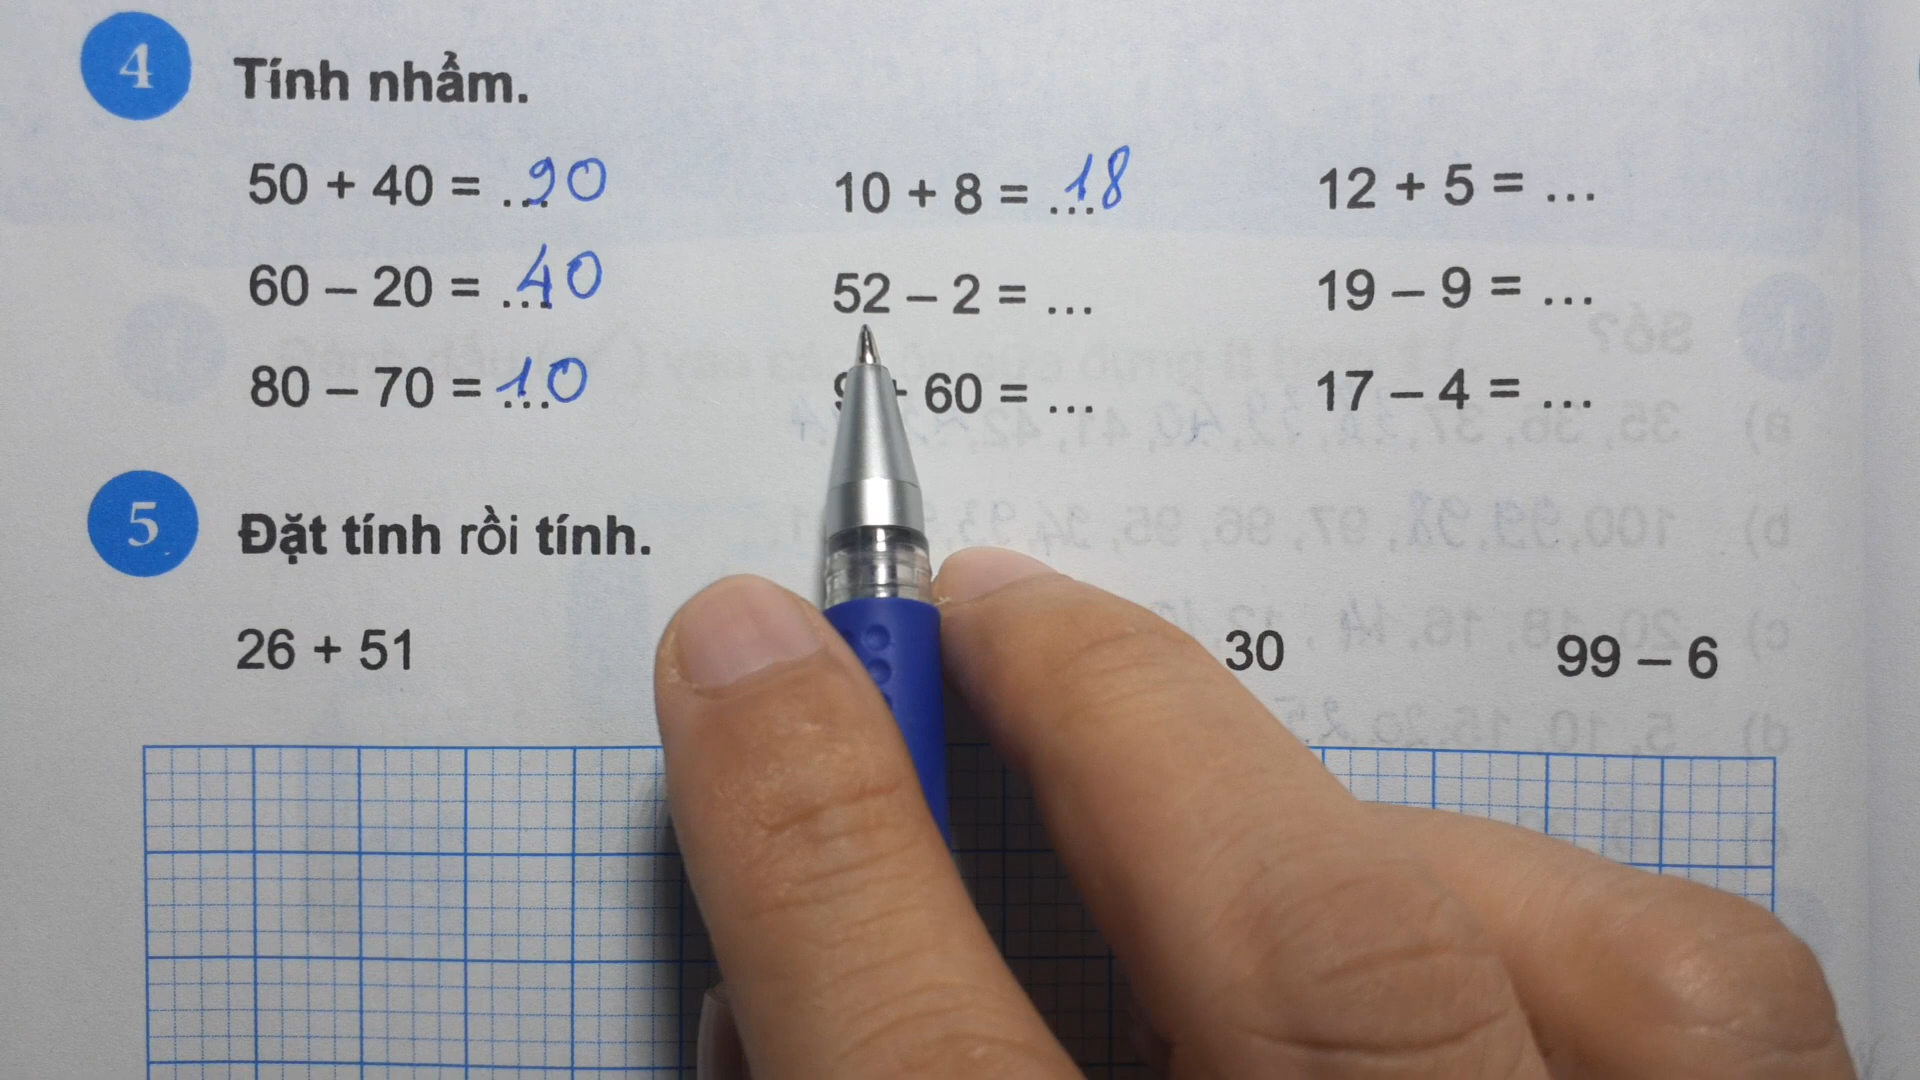 4 Tính nhẩm.
50 + 40 = ...90 10 + 8 = ...18 12 + 5 = ...
60 – 20 = ...40 52 – 2 = ... 19 – 9 = ...
80 – 70 = ...10 60 = ... 17 – 4 = ...
5 Đặt tính rồi tính.
26 + 51 30 99 – 6